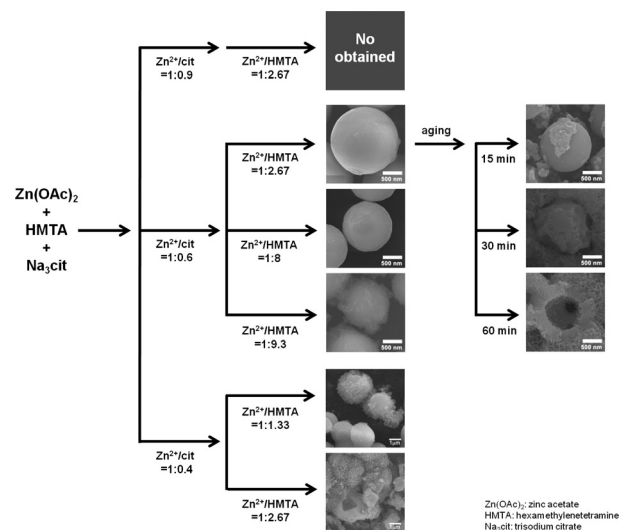 Zn(OAc)₂
+
HMTA
+
Na₃cit
Zn²⁺/cit
=1:0.9
Zn²⁺/HMTA
=1:2.67
No
obtained
Zn²⁺/cit
=1:0.6
Zn²⁺/HMTA
=1:2.67
500 nm
aging
15 min
500 nm
Zn²⁺/HMTA
=1:8
500 nm
30 min
500 nm
Zn²⁺/HMTA
=1:9.3
500 nm
60 min
500 nm
Zn²⁺/cit
=1:0.4
Zn²⁺/HMTA
=1:1.33
1μm
Zn²⁺/HMTA
=1:2.67
Zn(OAc)₂: zinc acetate
HMTA: hexamethylenetetramine
Na₃cit: trisodium citrate